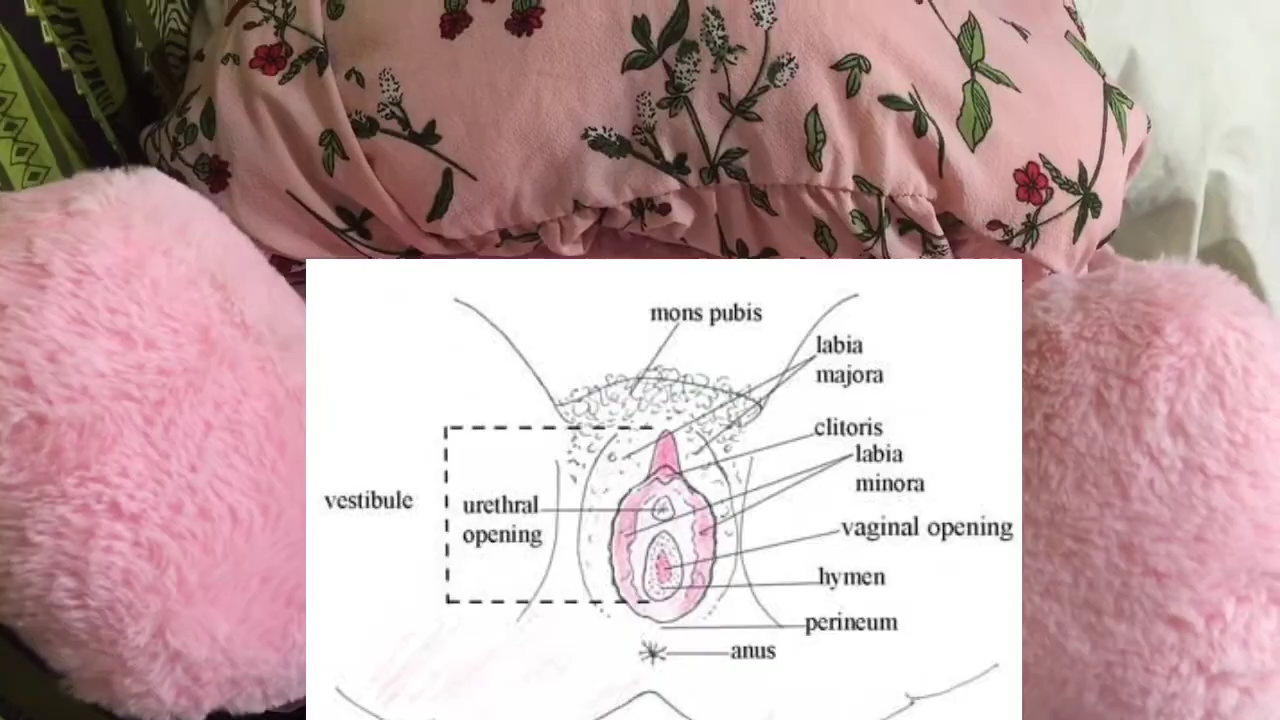 mons pubis
labia
majora
clitoris
labia
minora
vestibule
urethral
opening
vaginal opening
hymen
perineum
anus